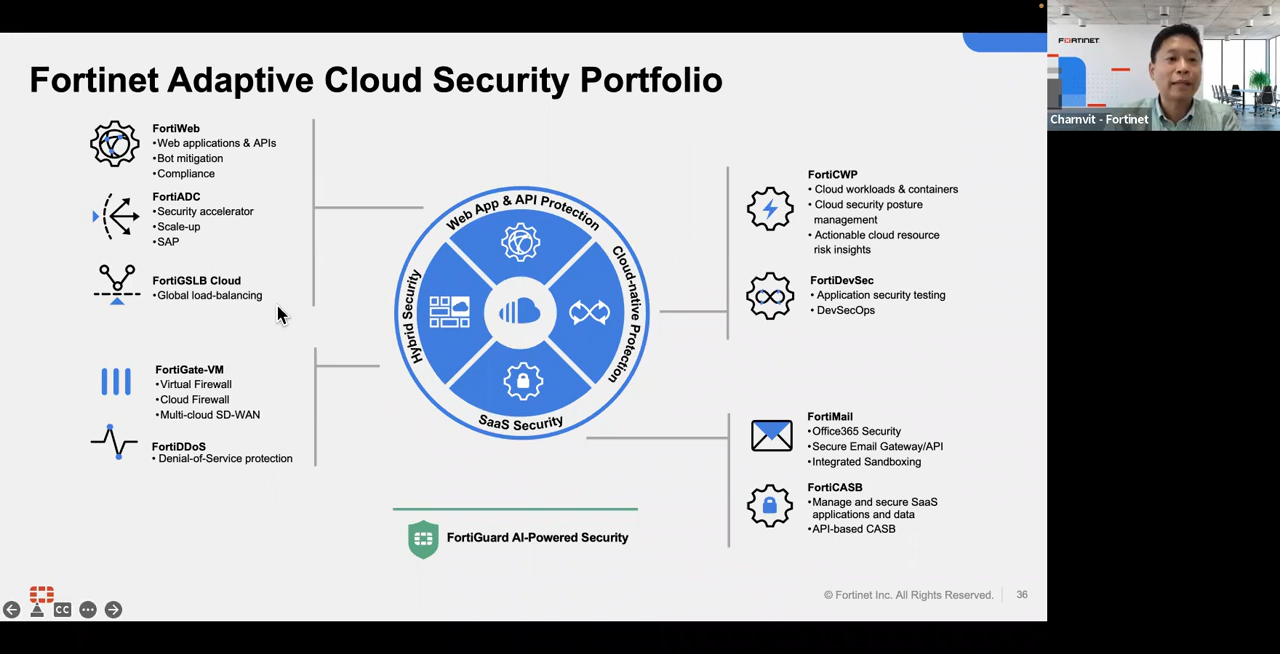 Fortinet Adaptive Cloud Security Portfolio
FORTINET
Charnvit - Fortinet
FortiWeb
•Web applications & APIs
•Bot mitigation
•Compliance
FortiADC
•Security accelerator
•Scale-up
•SAP
FortiGSLB Cloud
•Global load-balancing
FortiGate-VM
•Virtual Firewall
•Cloud Firewall
•Multi-cloud SD-WAN
FortiDDoS
• Denial-of-Service protection
Web App & API Protection
Hybrid Security
Cloud-native Protection
SaaS Security
FortiCWP
• Cloud workloads & containers
• Cloud security posture
management
• Actionable cloud resource
risk insights
FortiDevSec
• Application security testing
• DevSecOps
FortiMail
•Office365 Security
•Secure Email Gateway/API
•Integrated Sandboxing
FortiCASB
•Manage and secure SaaS
applications and data
•API-based CASB
FortiGuard AI-Powered Security
© Fortinet Inc. All Rights Reserved.
36
CC